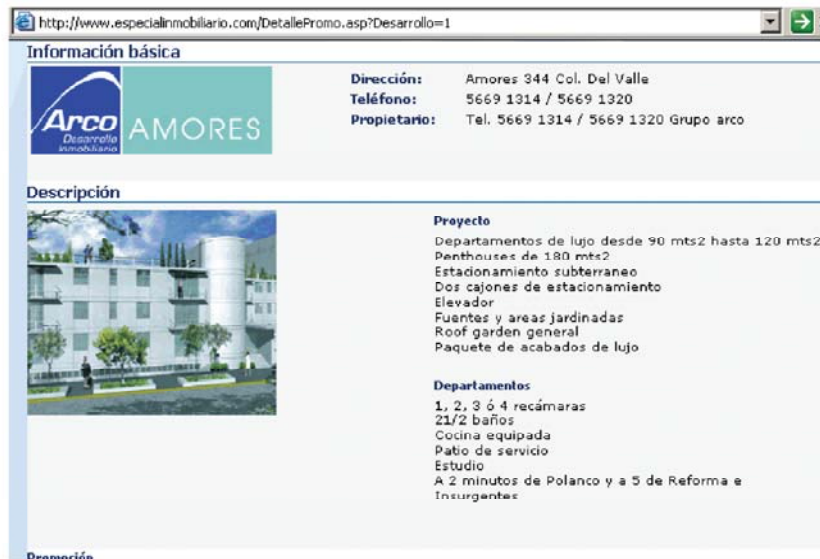 http://www.especialinmobiliario.com/DetallePromo.asp?Desarrollo=1
Información básica
Arco
Desarrollo
Inmobiliario
AMORES
Dirección: Amores 344 Col. Del Valle
Teléfono: 5669 1314 / 5669 1320
Propietario: Tel. 5669 1314 / 5669 1320 Grupo arco
Descripción
Proyecto
Departamentos de lujo desde 90 mts2 hasta 120 mts2
Penthouses de 180 mts2
Estacionamiento subterraneo
Dos cajones de estacionamiento
Elevador
Fuentes y areas jardinadas
Roof garden general
Paquete de acabados de lujo
Departamentos
1, 2, 3 ó 4 recámaras
21/2 baños
Cocina equipada
Patio de servicio
Estudio
A 2 minutos de Polanco y a 5 de Reforma e
Insurgentes
Promoción